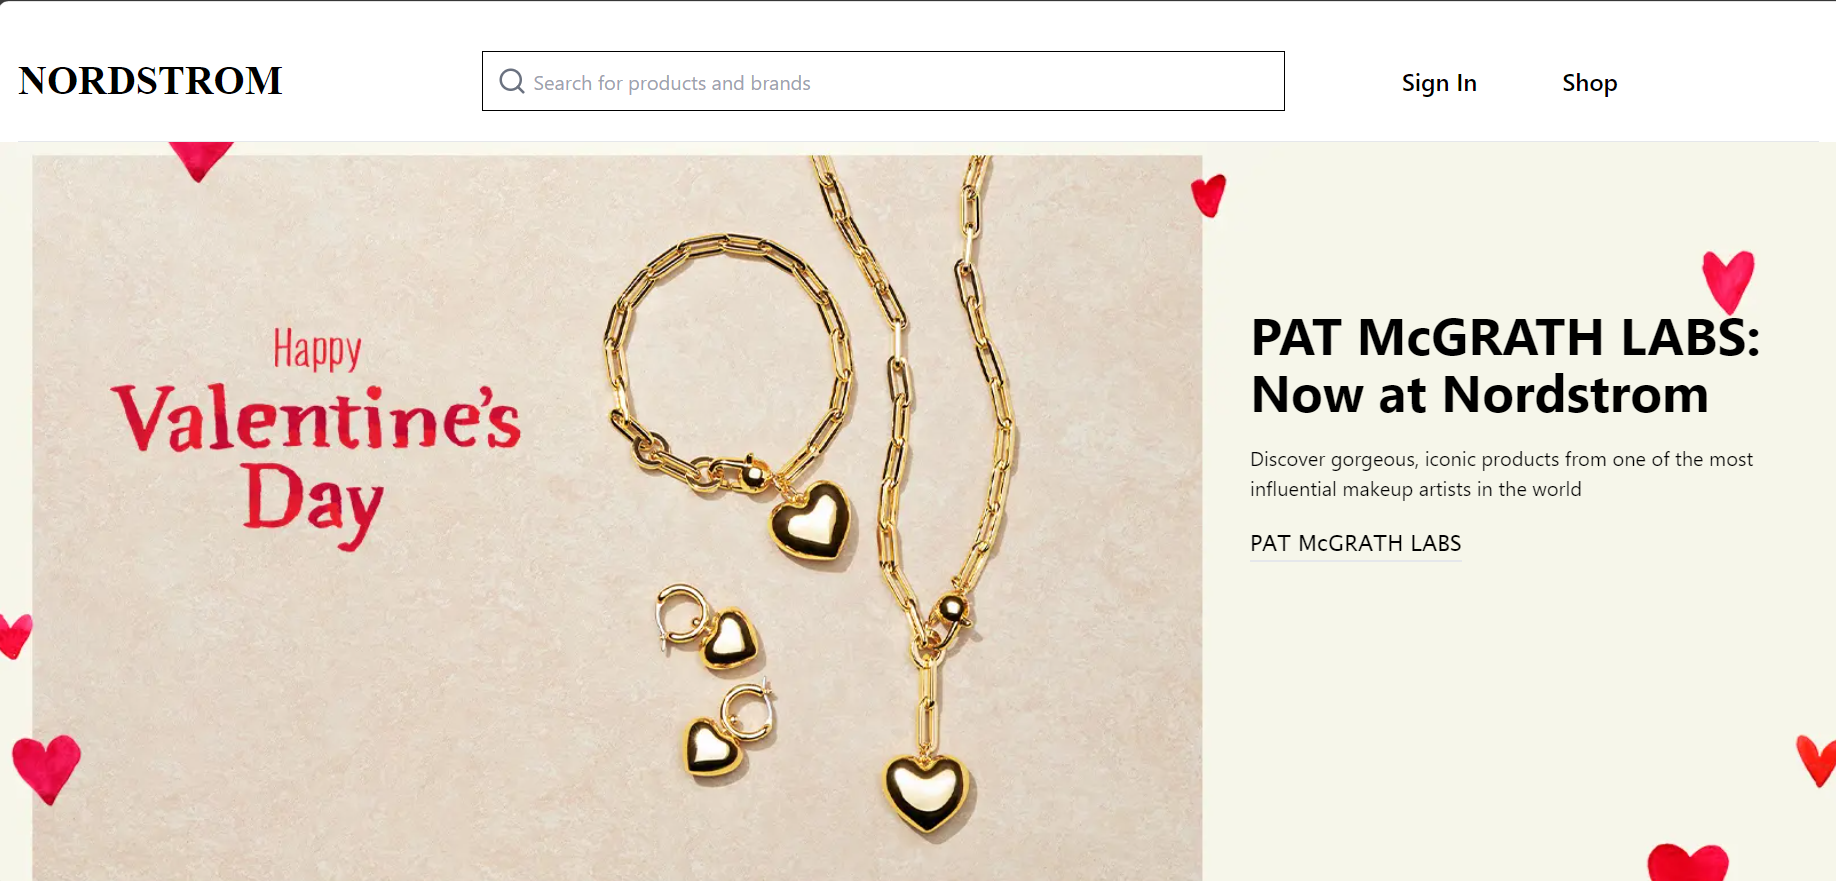 NORDSTROM
Search for products and brands
Sign In
Shop
Happy
Valentine's
Day
PAT McGRATH LABS:
Now at Nordstrom
Discover gorgeous, iconic products from one of the most
influential makeup artists in the world
PAT McGRATH LABS